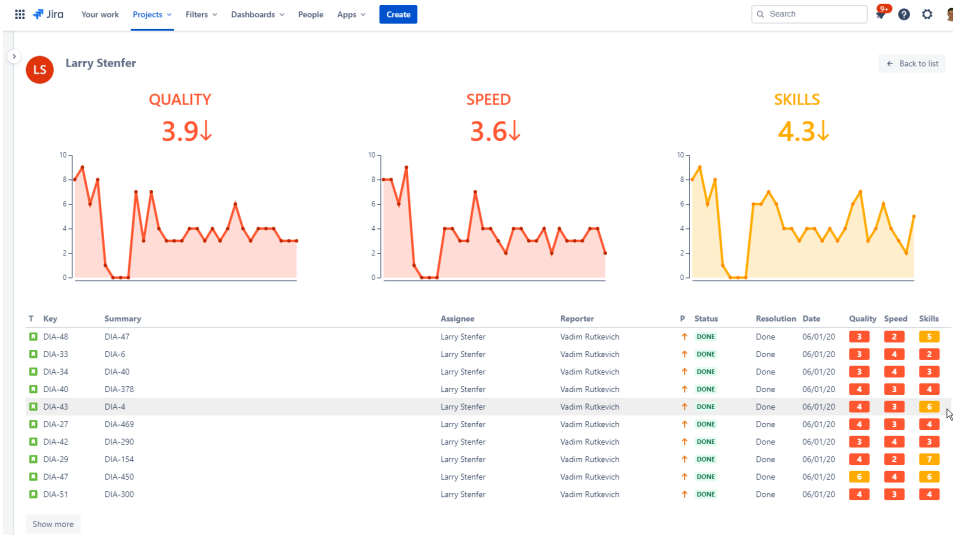 Jira Your work Projects Filters Dashboards People Apps Create Search 9+
LS Larry Stenfer ← Back to list
QUALITY SPEED SKILLS
3.9↓ 3.6↓ 4.3↓
10 10 10
8 8 8
6 6 6
4 4 4
2 2 2
0 0 0
T Key Summary Assignee Reporter P Status Resolution Date Quality Speed Skills
DIA-48 DIA-47 Larry Stenfer Vadim Rutkevich ↑ DONE Done 06/01/20 3 2 5
DIA-33 DIA-6 Larry Stenfer Vadim Rutkevich ↑ DONE Done 06/01/20 3 4 2
DIA-34 DIA-40 Larry Stenfer Vadim Rutkevich ↑ DONE Done 06/01/20 3 4 3
DIA-40 DIA-378 Larry Stenfer Vadim Rutkevich ↑ DONE Done 06/01/20 4 3 4
DIA-43 DIA-4 Larry Stenfer Vadim Rutkevich ↑ DONE Done 06/01/20 4 3 6
DIA-27 DIA-469 Larry Stenfer Vadim Rutkevich ↑ DONE Done 06/01/20 4 3 4
DIA-42 DIA-290 Larry Stenfer Vadim Rutkevich ↑ DONE Done 06/01/20 3 4 3
DIA-29 DIA-154 Larry Stenfer Vadim Rutkevich ↑ DONE Done 06/01/20 4 2 7
DIA-47 DIA-450 Larry Stenfer Vadim Rutkevich ↑ DONE Done 06/01/20 6 4 6
DIA-51 DIA-300 Larry Stenfer Vadim Rutkevich ↑ DONE Done 06/01/20 4 3 4
Show more